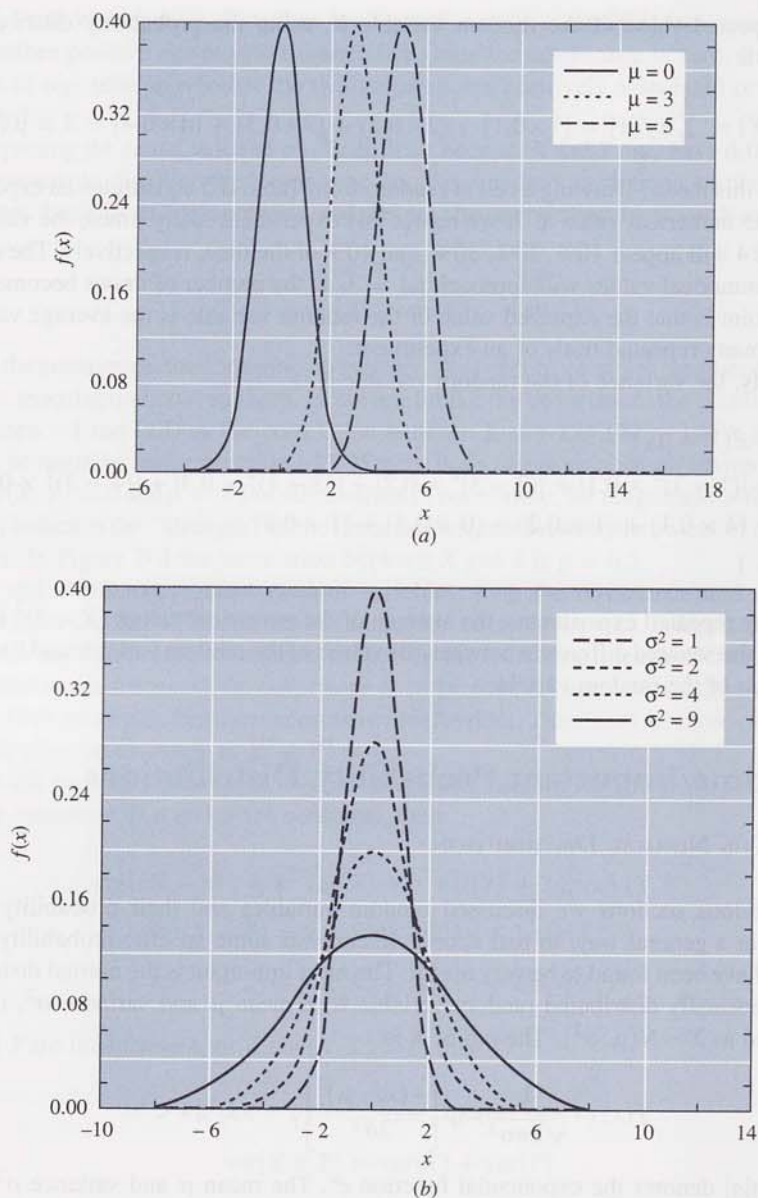 0.40
0.32
0.24
0.16
0.08
0.00
f(x)
μ = 0
μ = 3
μ = 5
–6 –2 2 6 10 14 18
x
(a)
0.40
0.32
0.24
0.16
0.08
0.00
f(x)
σ² = 1
σ² = 2
σ² = 4
σ² = 9
–10 –6 –2 2 6 10 14
x
(b)